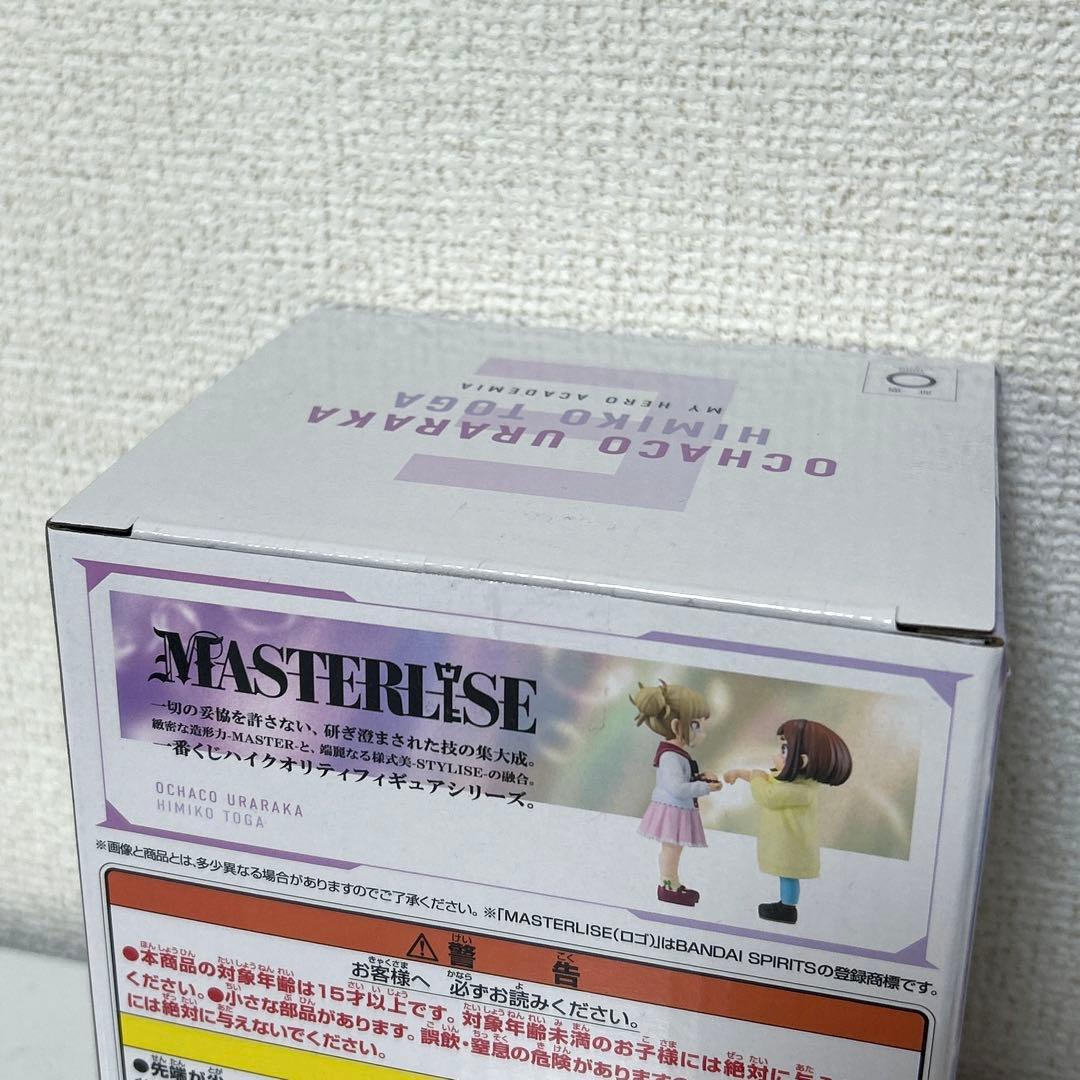 OCHACO URARAKA
HIMIKO TOGA
MY HERO ACADEMIA
MASTERLISE
一切の妥協を許さない、研ぎ澄まされた技の集大成。
緻密な造形力-MASTER-と、端麗なる様式美-STYLISE-の融合。
一番くじハイクオリティフィギュアシリーズ。
OCHACO URARAKA
HIMIKO TOGA
※画像と商品とは、多少異なる場合がありますのでご了承ください。※「MASTERLISE(ロゴ)」はBANDAI SPIRITSの登録商標です。
⚠警告
お客様へ 必ずお読みください。
●本商品の対象年齢は15才以上です。対象年齢未満のお子様には絶対に与え
ください。●小さな部品があります。誤飲・窒息の危険があります
には絶対に与えないでください。
●先端が